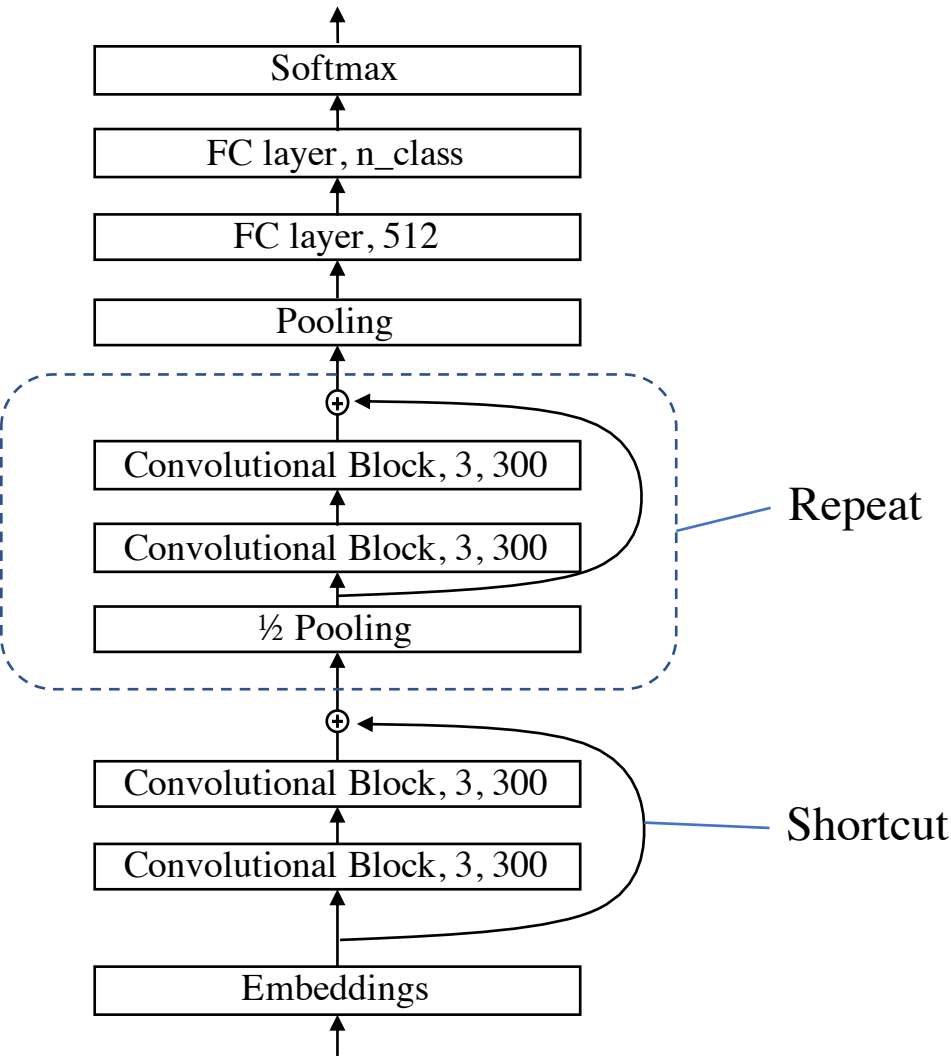 Softmax
FC layer, n_class
FC layer, 512
Pooling
Convolutional Block, 3, 300
Convolutional Block, 3, 300
Repeat
½ Pooling
Convolutional Block, 3, 300
Shortcut
Convolutional Block, 3, 300
Embeddings